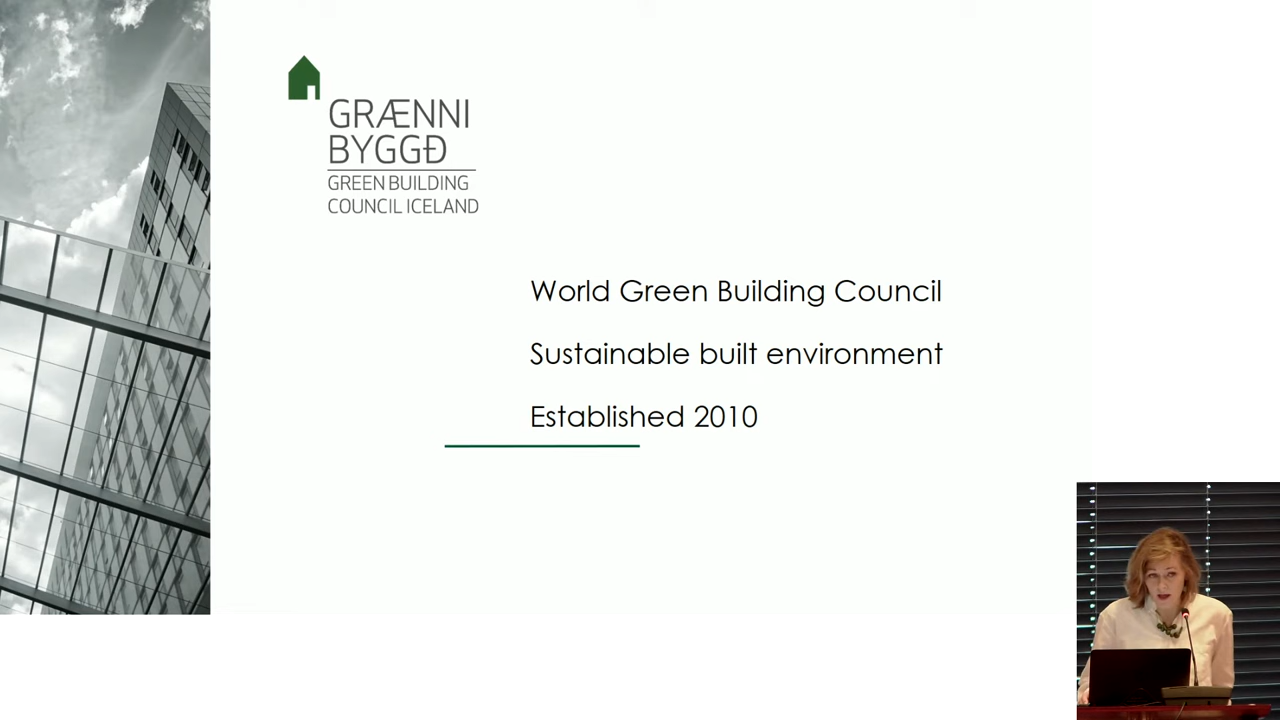 GRÆNNI
BYGGÐ
GREEN BUILDING
COUNCIL ICELAND
World Green Building Council
Sustainable built environment
Established 2010